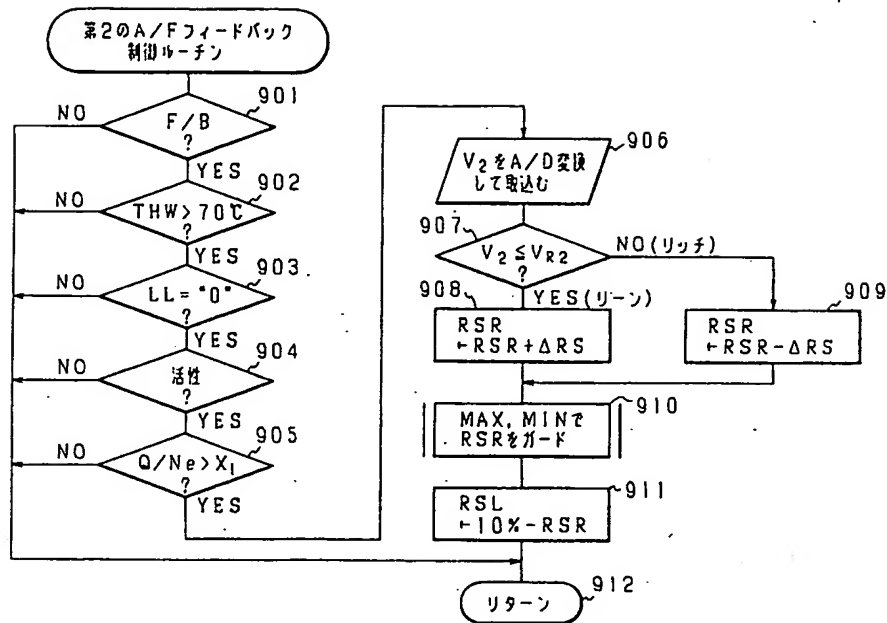 第2のA/Fフィードバック
制御ルーチン
901
NO
F/B
?
YES
902
NO
THW>70℃
?
YES
903
NO
LL="0"
?
YES
904
NO
活性
?
YES
905
NO
Q/Ne>X₁
?
YES
906
V₂をA/D変換
して取込む
907
V₂≦V_R2
?
NO(リッチ)
YES(リーン)
908
RSR
←RSR+ΔRS
909
RSR
←RSR-ΔRS
910
MAX, MINで
RSRをガード
911
RSL
←10%-RSR
912
リターン